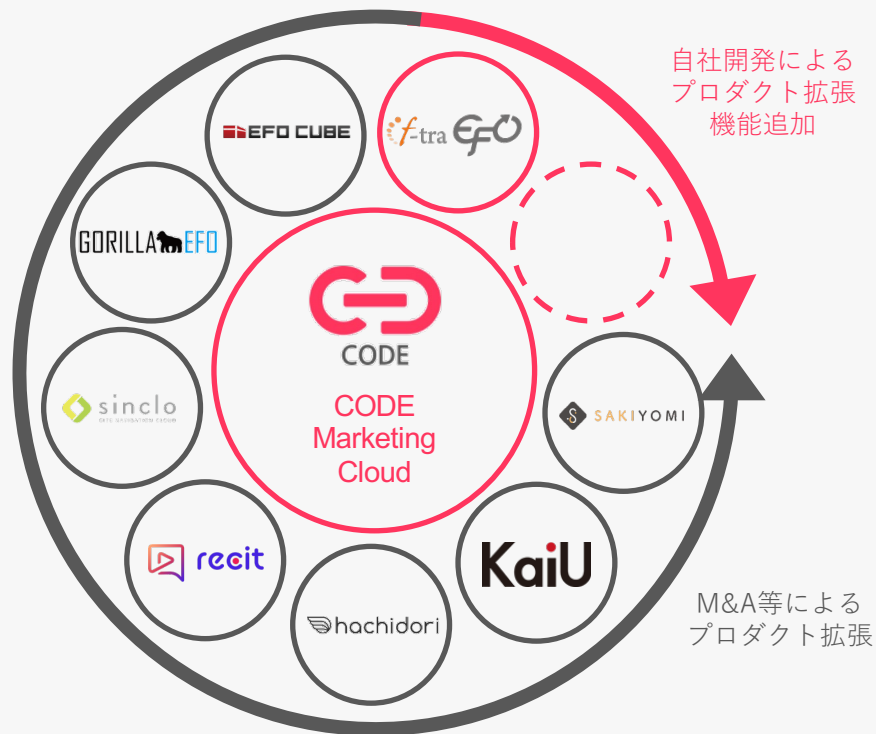 自社開発による
プロダクト拡張
機能追加
EFO CUBE
f-tra EFO
GORILLA EFO
CODE
CODE
Marketing
Cloud
sinclo
SAKIYOMI
recit
KaiU
hachidori
M&A等による
プロダクト拡張